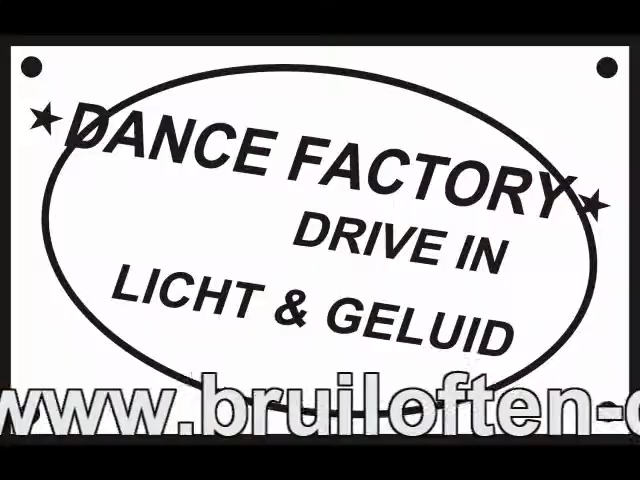 ★DANCE FACTORY★
DRIVE IN
LICHT & GELUID
www.bruiloften-